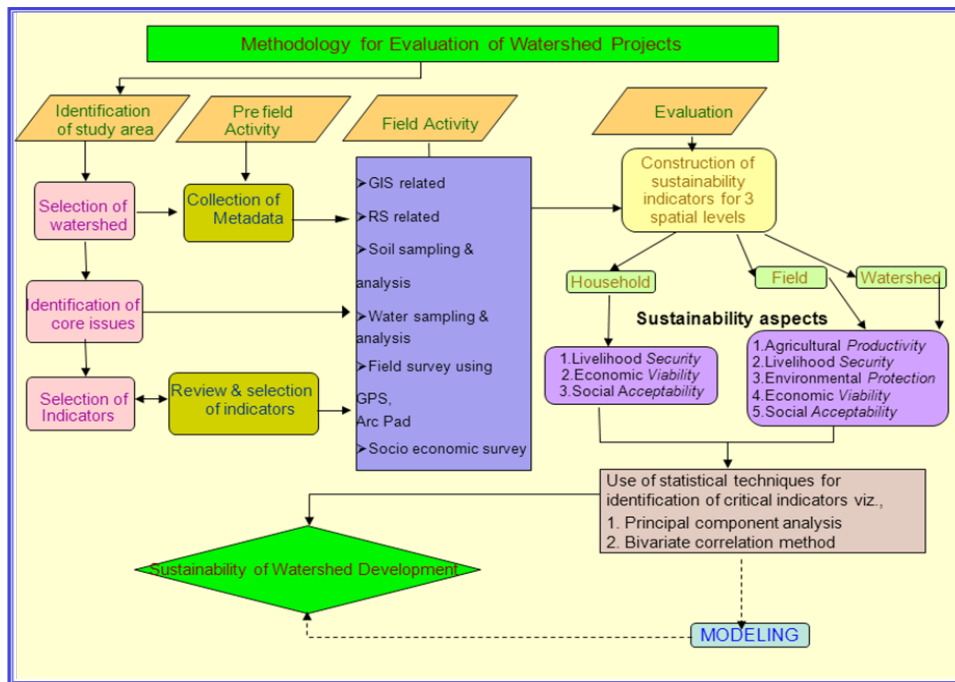 Methodology for Evaluation of Watershed Projects
Identification
of study area
Pre field
Activity
Field Activity
Evaluation
Selection of
watershed
Collection of
Metadata
Identification of
core issues
Selection of
Indicators
Review & selection
of indicators
➢GIS related
➢RS related
➢Soil sampling &
analysis
➢Water sampling &
analysis
➢Field survey using
GPS,
Arc Pad
➢Socio economic survey
Construction of
sustainability
indicators for 3
spatial levels
Household
Field
Watershed
Sustainability aspects
1.Livelihood Security
2.Economic Viability
3.Social Acceptability
1.Agricultural Productivity
2.Livelihood Security
3.Environmental Protection
4.Economic Viability
5.Social Acceptability
Use of statistical techniques for
identification of critical indicators viz.,
1. Principal component analysis
2. Bivariate correlation method
Sustainability of Watershed Development
MODELING